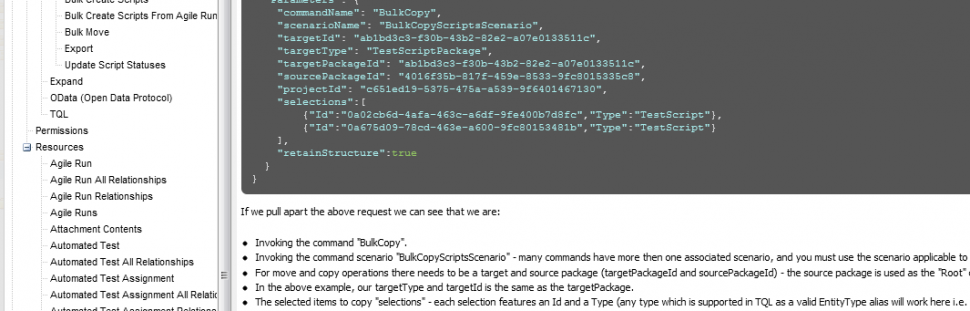 Bulk Create Scripts
Bulk Create Scripts From Agile Run
Bulk Move
Export
Update Script Statuses
Expand
OData (Open Data Protocol)
TQL
Permissions
Resources
Agile Run
Agile Run All Relationships
Agile Run Relationships
Agile Runs
Attachment Contents
Automated Test
Automated Test All Relationships
Automated Test Assignment
Automated Test Assignment All Relatic
Automated Test Assignment Relations
"Parameters": {
"commandName": "BulkCopy",
"scenarioName": "BulkCopyScriptsScenario",
"targetId": "ab1bd3c3-f30b-43b2-82e2-a07e0133511c",
"targetType": "TestScriptPackage",
"targetPackageId": "ab1bd3c3-f30b-43b2-82e2-a07e0133511c",
"sourcePackageId": "4016f35b-817f-459e-8533-9fc8015335c8",
"projectId": "c651ed19-5375-475a-a539-9f6401467130",
"selections":[
{"Id":"0a02cb6d-4afa-463c-a6df-9fe400b7d8fc","Type":"TestScript"},
{"Id":"0a675d09-78cd-463e-a600-9fc80153481b","Type":"TestScript"}
],
"retainStructure":true
}
}
If we pull apart the above request we can see that we are:
Invoking the command "BulkCopy".
Invoking the command scenario "BulkCopyScriptsScenario" - many commands have more then one associated scenario, and you must use the scenario applicable to
For move and copy operations there needs to be a target and source package (targetPackageId and sourcePackageId) - the source package is used as the "Root"
In the above example, our targetType and targetId is the same as the targetPackage.
The selected items to copy "selections" - each selection features an Id and a Type (any type which is supported in TQL as a valid EntityType alias will work here i.e.